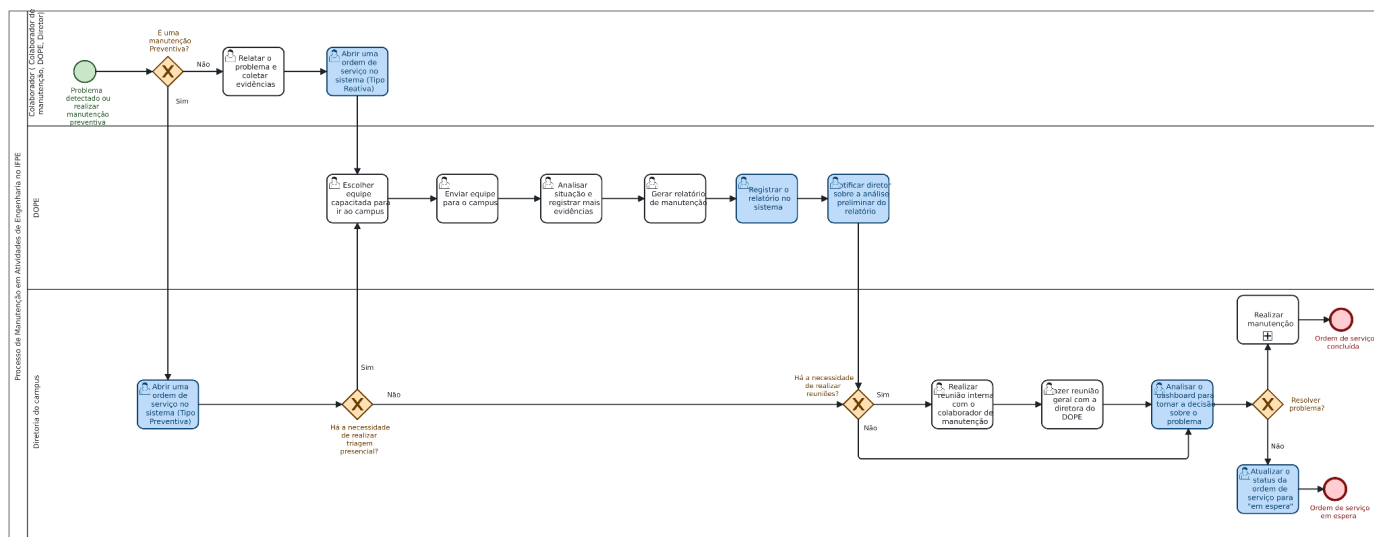 Processo de Manutenção em Atividades de Engenharia no IFPE
Colaborador ( Colaborador de
manutenção, DOPE, Diretor)
Problema
detectado ou
realizar
manutenção
preventiva
É uma
manutenção
Preventiva?
Não
Sim
Relatar o
problema e
coletar
evidências
Abrir uma
ordem de
serviço no
sistema (Tipo
Reativa)
DOPE
Escolher
equipe
capacitada para
ir ao campus
Enviar equipe
para o campus
Analisar
situação e
registrar mais
evidências
Gerar relatório
de manutenção
Registrar o
relatório no
sistema
otificar diretor
sobre a análise
preliminar do
relatório
Diretoria do campus
Abrir uma
ordem de
serviço no
sistema (Tipo
Preventiva)
Sim
Não
Há a necessidade
de realizar
triagem
presencial?
Há a necessidade
de realizar
reuniões?
Sim
Não
Realizar
reunião interna
com o
colaborador de
manutenção
azer reunião
geral com a
diretora do
DOPE
Analisar o
dashboard para
tomar a decisão
sobre o
problema
Resolver
problema?
Não
Realizar
manutenção
Ordem de serviço
concluída
Atualizar o
status da
ordem de
serviço para
"em espera"
Ordem de serviço
em espera